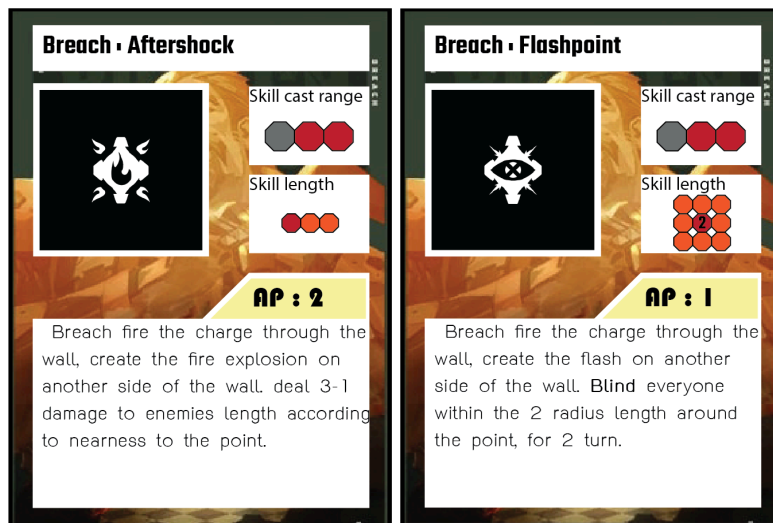 Breach : Aftershock
BREACH
Skill cast range
Skill length
AP : 2
Breach fire the charge through the
wall, create the fire explosion on
another side of the wall. deal 3-1
damage to enemies length according
to nearness to the point.
Breach : Flashpoint
BREACH
Skill cast range
Skill length
2
AP : 1
Breach fire the charge through the
wall, create the flash on another
side of the wall. Blind everyone
within the 2 radius length around
the point, for 2 turn.